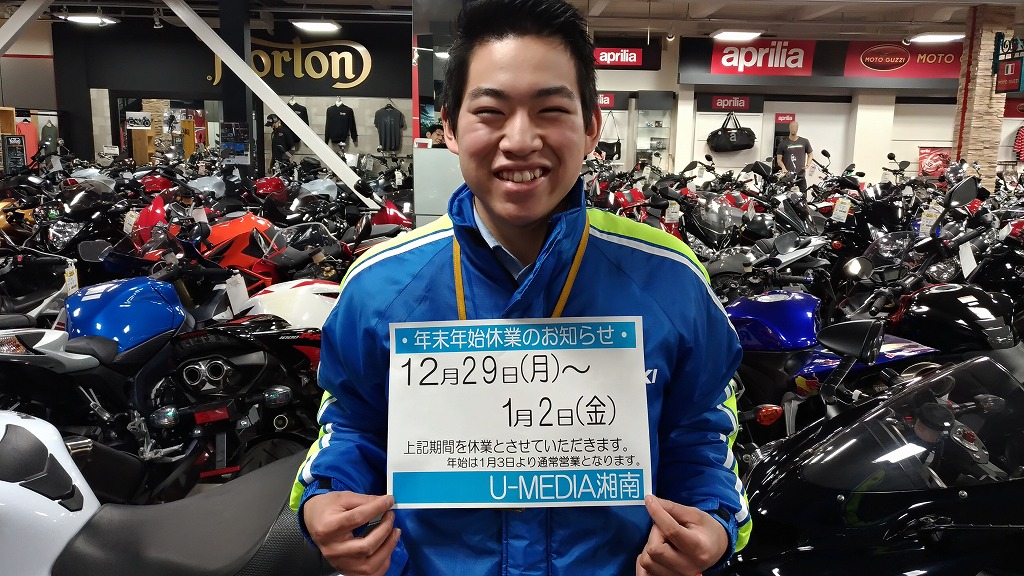 Norton
aprilia
aprilia
MOTO GUZZI
MOTO
aprilia
aprilia
・年末年始休業のお知らせ・
12月29日(月)～
1月2日(金)
上記期間を休業とさせていただきます。
年始は1月3日より通常営業となります。
U-MEDIA湘南
KI